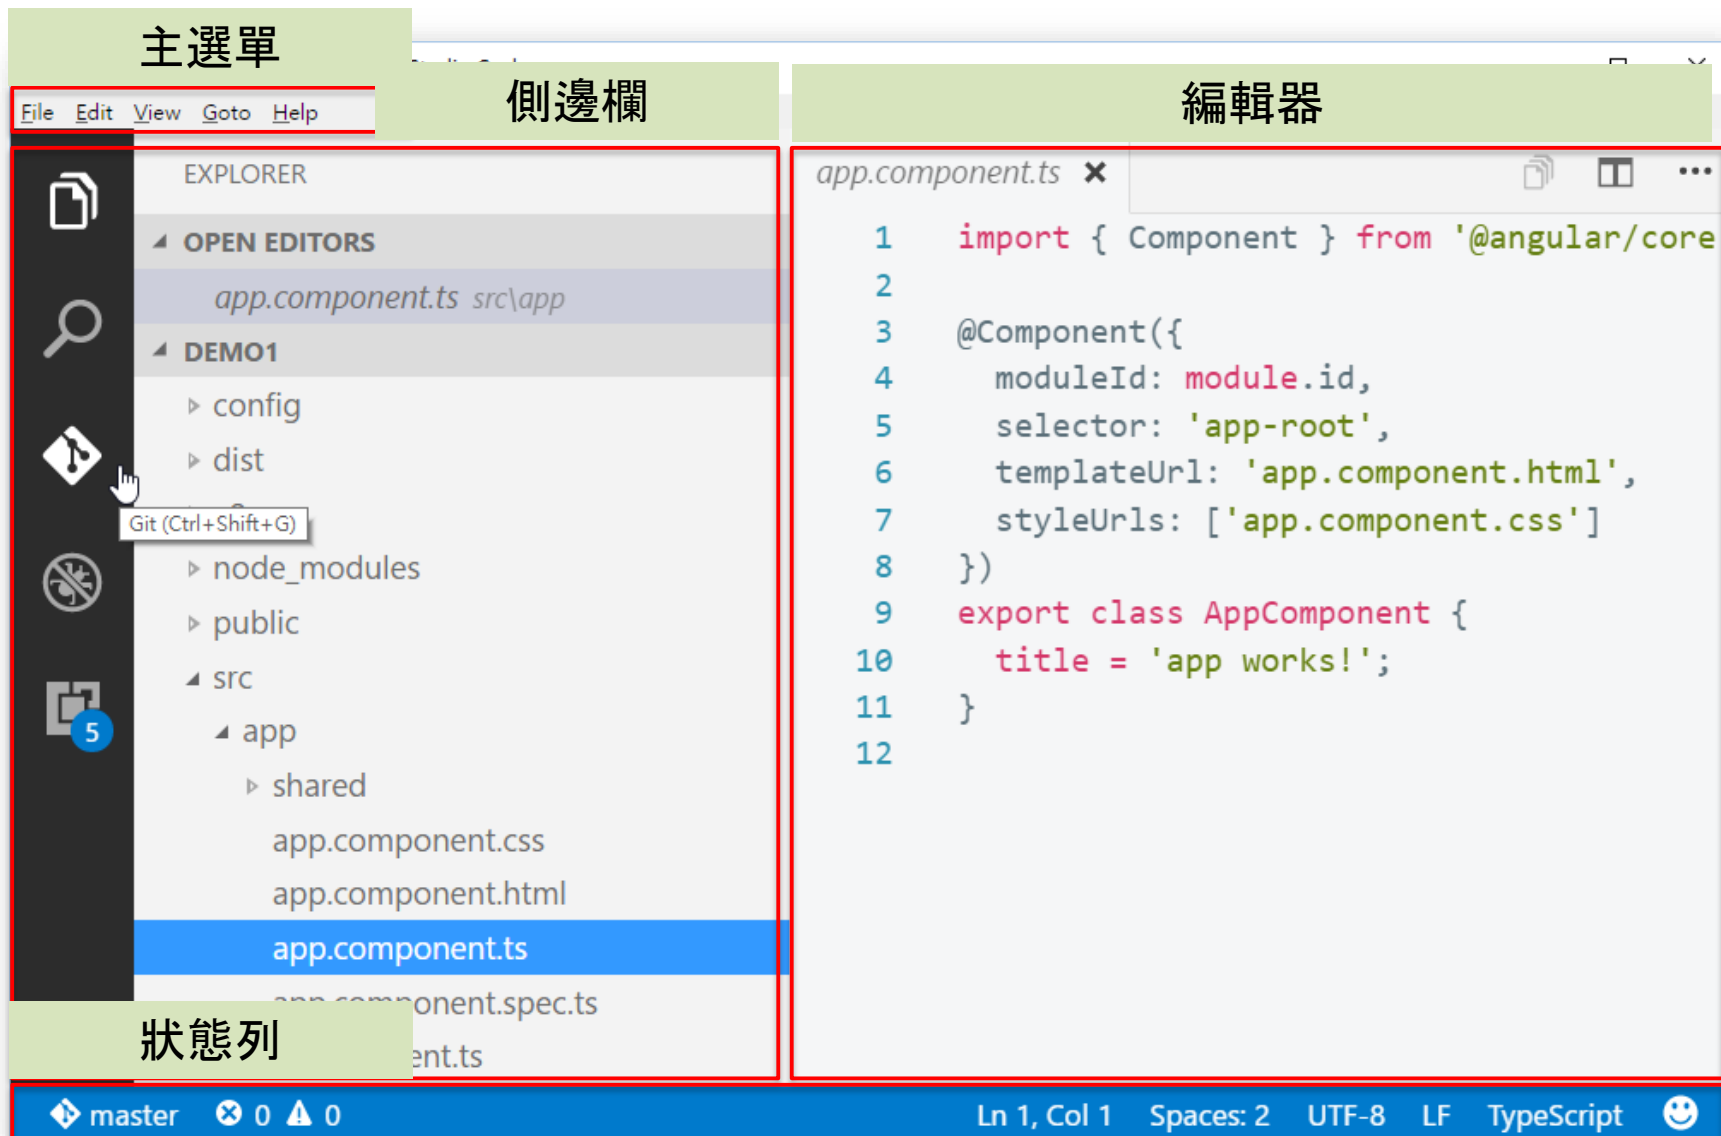 主選單
側邊欄
編輯器
File Edit View Goto Help
EXPLORER
OPEN EDITORS
app.component.ts src\app
DEMO1
config
dist
Git (Ctrl+Shift+G)
node_modules
public
src
app
shared
app.component.css
app.component.html
app.component.ts
onent.spec.ts
ent.ts
5
狀態列
app.component.ts
1 import { Component } from '@angular/core
2
3 @Component({
4 moduleId: module.id,
5 selector: 'app-root',
6 templateUrl: 'app.component.html',
7 styleUrls: ['app.component.css']
8 })
9 export class AppComponent {
10 title = 'app works!';
11 }
12
master 0 0 Ln 1, Col 1 Spaces: 2 UTF-8 LF TypeScript